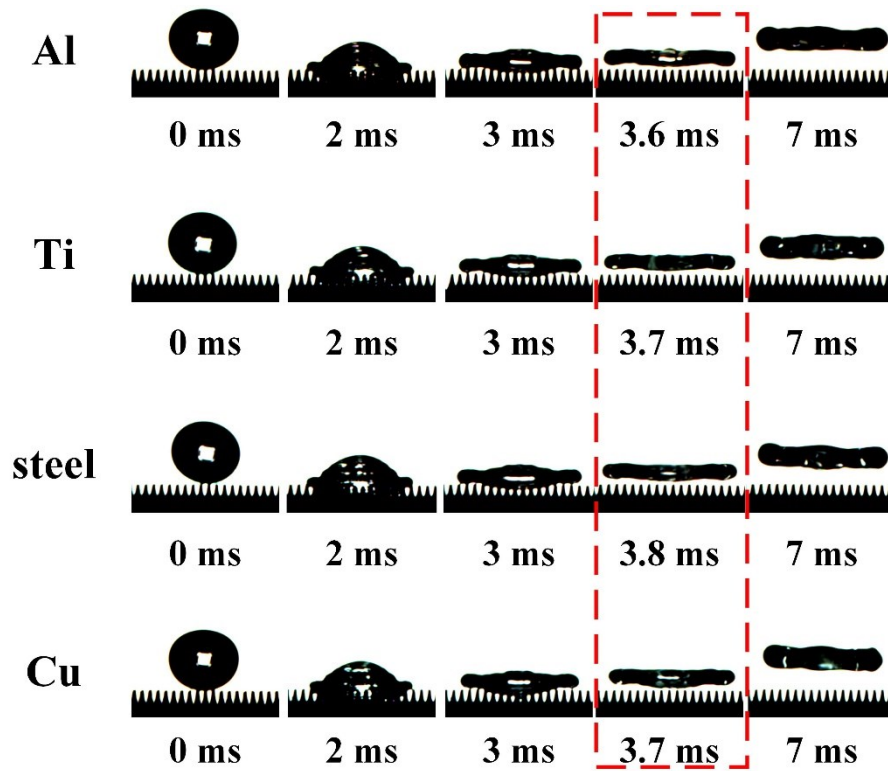 Al
0 ms 2 ms 3 ms 3.6 ms 7 ms
Ti
0 ms 2 ms 3 ms 3.7 ms 7 ms
steel
0 ms 2 ms 3 ms 3.8 ms 7 ms
Cu
0 ms 2 ms 3 ms 3.7 ms 7 ms